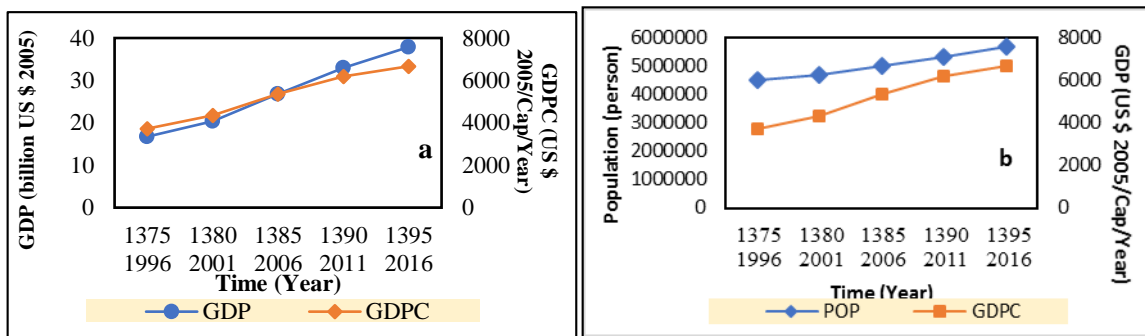 GDP (billion US $ 2005)
40
30
20
10
0
8000
6000
4000
2000
0
GDPC (US $
2005/Cap/Year)
a
1375 1380 1385 1390 1395
1996 2001 2006 2011 2016
Time (Year)
GDP GDPC
Population (person)
6000000
5000000
4000000
3000000
2000000
1000000
0
8000
6000
4000
2000
0
GDP (US $ 2005/Cap/Year)
b
1375 1380 1385 1390 1395
1996 2001 2006 2011 2016
Time (Year)
POP GDPC